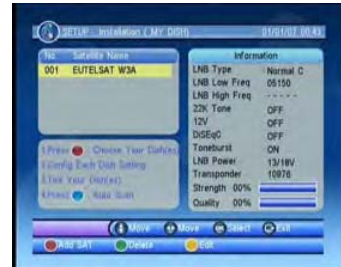 SETUP Installation ( MY DISH)
01/01/07 00:43
No. Satellite Name
001 EUTELSAT W3A
1.Press Choose Your Dish(es)
2.Config Each Dish Setting
3.Tick Your Dish(es)
4.Press Auto Scan
Information
LNB Type Normal C
LNB Low Freq 05150
LNB High Freq - - - - -
22K Tone OFF
12V OFF
DiSEqC OFF
Toneburst ON
LNB Power 13/18V
Transponder 10976
Strength 00%
Quality 00%
Move Move Select Exit
Add SAT Delete Edit